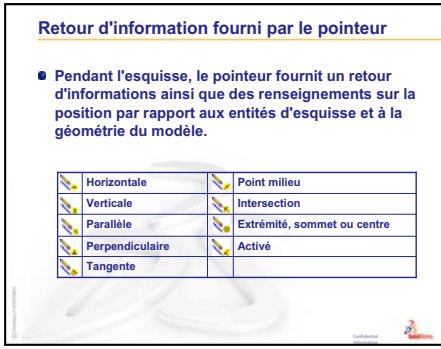 Retour d'information fourni par le pointeur
Pendant l'esquisse, le pointeur fournit un retour
d'informations ainsi que des renseignements sur la
position par rapport aux entités d'esquisse et à la
géométrie du modèle.
Horizontale Point milieu
Verticale Intersection
Parallèle Extrémité, sommet ou centre
Perpendiculaire Activé
Tangente
Confidential
Information
SolidWorks